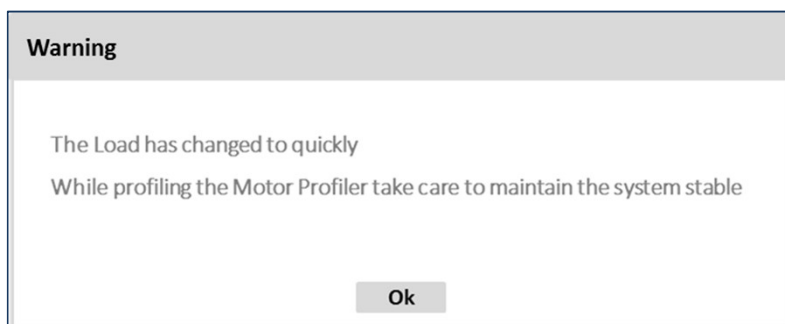 Warning
The Load has changed to quickly
While profiling the Motor Profiler take care to maintain the system stable
Ok